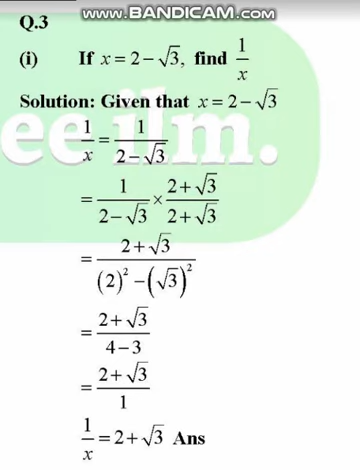 www.BANDICAM.com
Q.3
(i) If x = 2 − √3, find 1/x
Solution: Given that x = 2 − √3
1/x = 1/(2 − √3)
= 1/(2 − √3) × (2 + √3)/(2 + √3)
= (2 + √3)/((2)² − (√3)²)
= (2 + √3)/(4 − 3)
= (2 + √3)/1
1/x = 2 + √3 Ans
ee ilm.